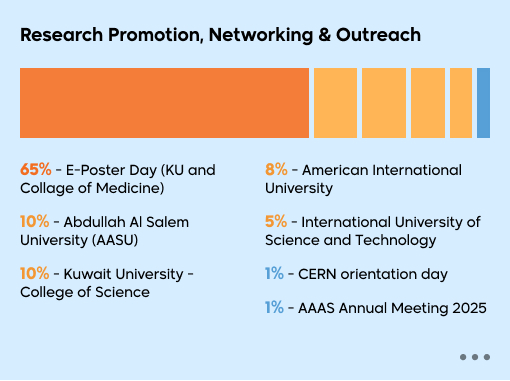 Research Promotion, Networking & Outreach
65% - E-Poster Day (KU and
Collage of Medicine)
10% - Abdullah Al Salem
University (AASU)
10% - Kuwait University -
College of Science
8% - American International
University
5% - International University of
Science and Technology
1% - CERN orientation day
1% - AAAS Annual Meeting 2025